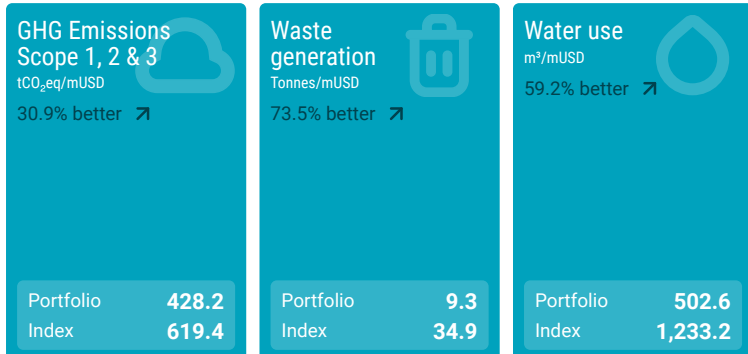 GHG Emissions
Scope 1, 2 & 3
tCO₂eq/mUSD
30.9% better
Portfolio 428.2
Index 619.4
Waste
generation
Tonnes/mUSD
73.5% better
Portfolio 9.3
Index 34.9
Water use
m³/mUSD
59.2% better
Portfolio 502.6
Index 1,233.2